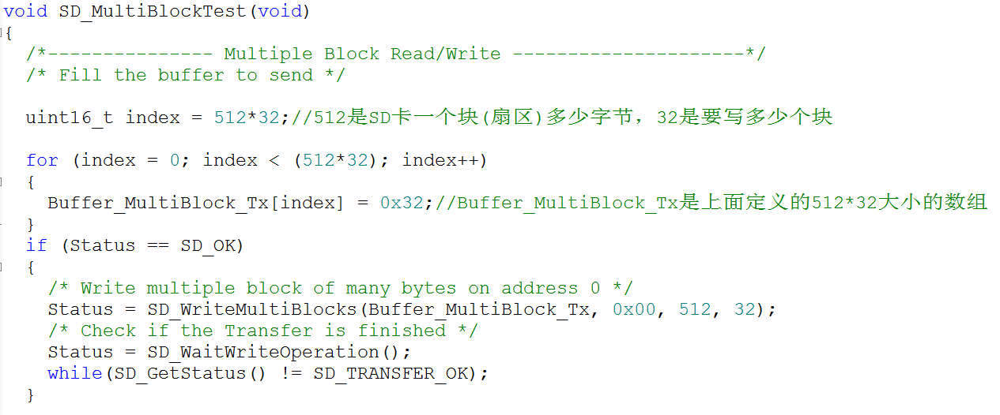 void SD_MultiBlockTest(void)
{
/*--------------- Multiple Block Read/Write ---------------------*/
/* Fill the buffer to send */
uint16_t index = 512*32;//512是SD卡一个块(扇区)多少字节，32是要写多少个块
for (index = 0; index < (512*32); index++)
{
Buffer_MultiBlock_Tx[index] = 0x32;//Buffer_MultiBlock_Tx是上面定义的512*32大小的数组
}
if (Status == SD_OK)
{
/* Write multiple block of many bytes on address 0 */
Status = SD_WriteMultiBlocks(Buffer_MultiBlock_Tx, 0x00, 512, 32);
/* Check if the Transfer is finished */
Status = SD_WaitWriteOperation();
while(SD_GetStatus() != SD_TRANSFER_OK);
}